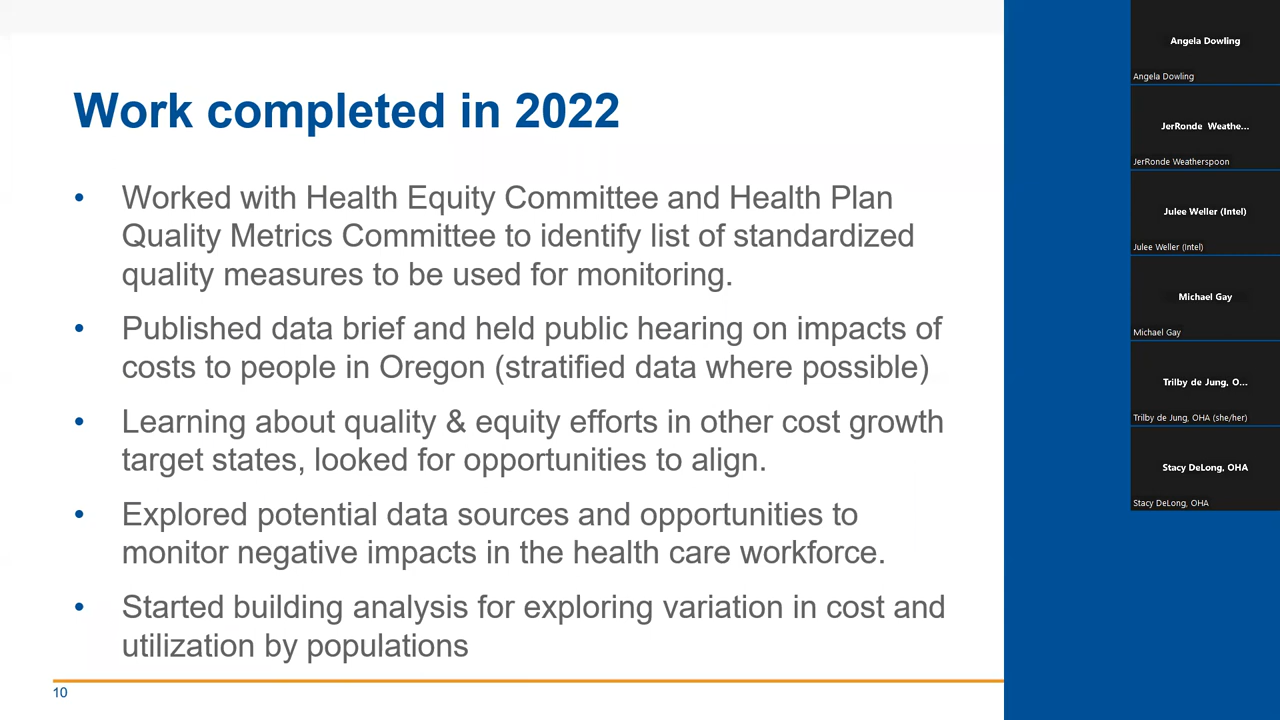 Work completed in 2022
• Worked with Health Equity Committee and Health Plan
Quality Metrics Committee to identify list of standardized
quality measures to be used for monitoring.
• Published data brief and held public hearing on impacts of
costs to people in Oregon (stratified data where possible)
• Learning about quality & equity efforts in other cost growth
target states, looked for opportunities to align.
• Explored potential data sources and opportunities to
monitor negative impacts in the health care workforce.
• Started building analysis for exploring variation in cost and
utilization by populations
10
Angela Dowling
Angela Dowling
JerRonde Weathe...
JerRonde Weatherspoon
Julee Weller (Intel)
Julee Weller (Intel)
Michael Gay
Michael Gay
Trilby de Jung, O...
Trilby de Jung, OHA (she/her)
Stacy DeLong, OHA
Stacy DeLong, OHA